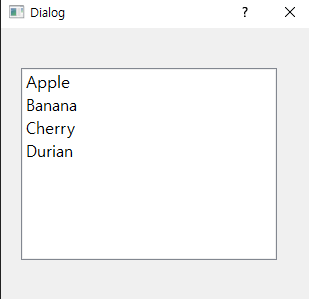 Dialog ?
Apple
Banana
Cherry
Durian